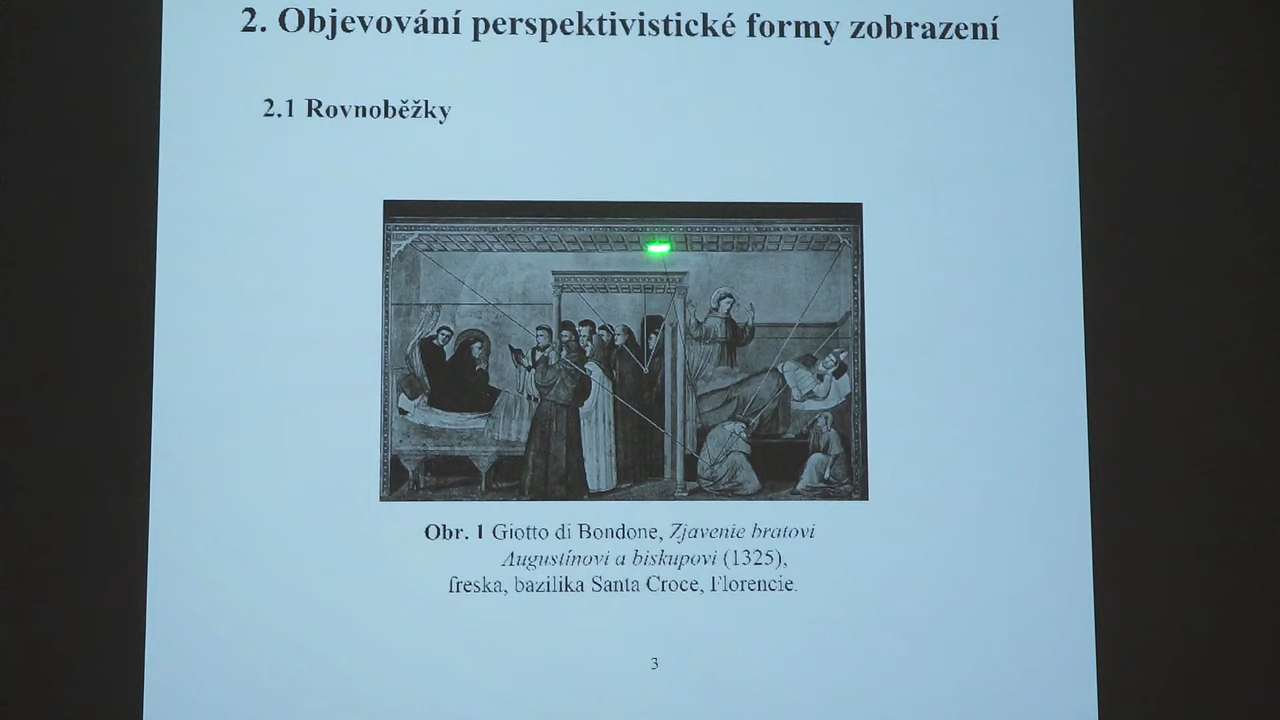 2. Objevování perspektivistické formy zobrazení
2.1 Rovnoběžky
Obr. 1 Giotto di Bondone, Zjavenie bratovi
Augustínovi a biskupovi (1325),
freska, bazilika Santa Croce, Florencie.
3